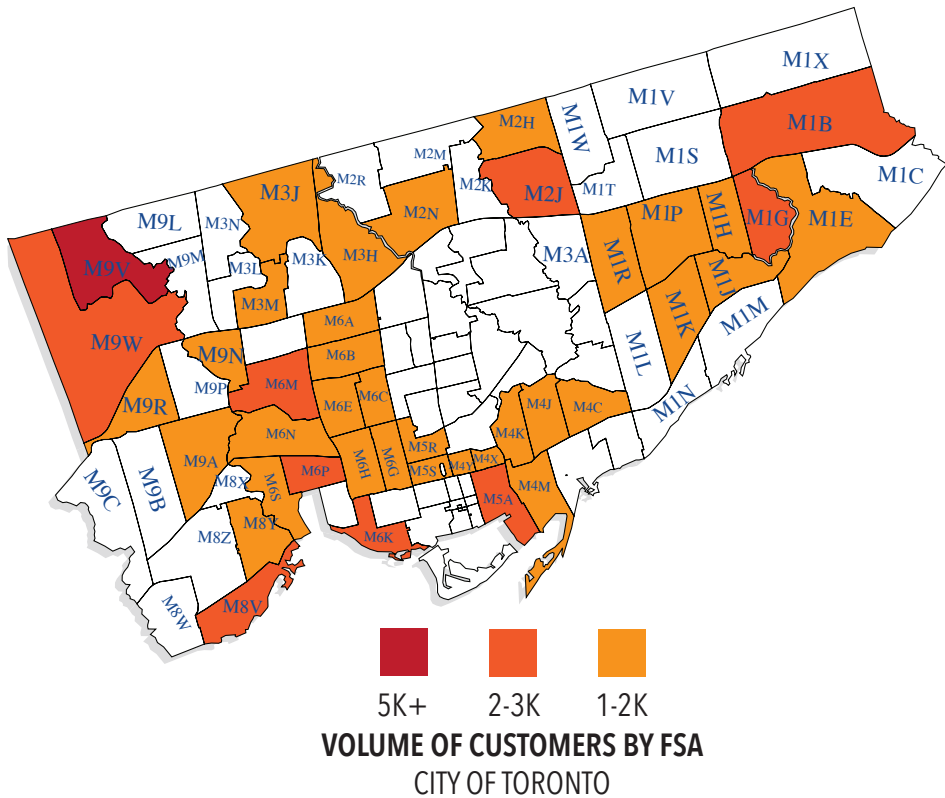 M1X
M1V
M1W
M2H
M1B
M2M
M1S
M2R
M2K
M2J
M1T
M1C
M3J
M2N
M1P
M1H
M1G
M1E
M9L
M3N
M9M
M3L
M3K
M3H
M3A
M1R
M9V
M3M
M1J
M1K
M1M
M6A
M9W
M9N
M6B
M1L
M9P
M6M
M6E
M6C
M1N
M9R
M4J
M4C
M6N
M4K
M5R
M9A
M6H
M6G
M5S
M4Y
M4X
M9C
M9B
M8X
M6S
M6P
M4M
M5A
M8Y
M8Z
M6K
M8W
M8V
5K+
2-3K
1-2K
VOLUME OF CUSTOMERS BY FSA
CITY OF TORONTO